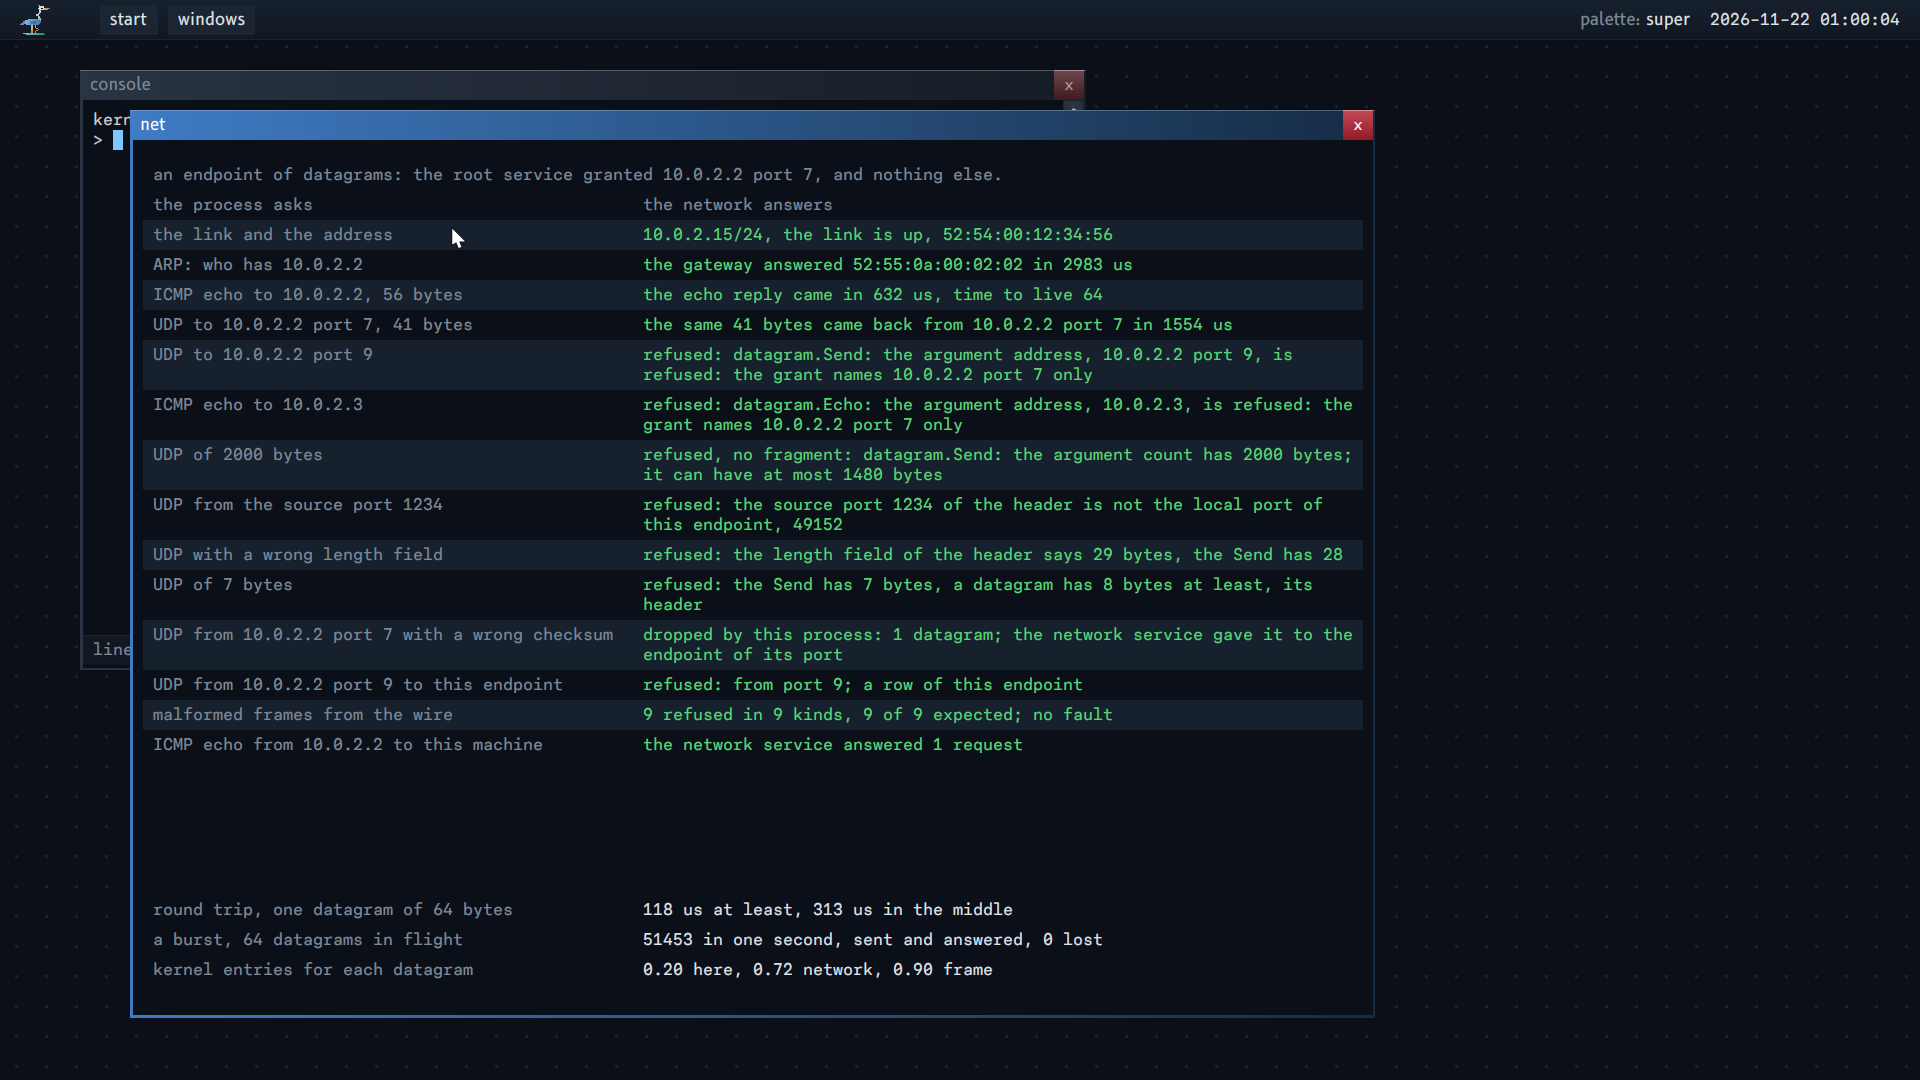 start windows palette: super 2026-11-22 01:00:04
console x
kern
>
net x
an endpoint of datagrams: the root service granted 10.0.2.2 port 7, and nothing else.
the process asks the network answers
the link and the address 10.0.2.15/24, the link is up, 52:54:00:12:34:56
ARP: who has 10.0.2.2 the gateway answered 52:55:0a:00:02:02 in 2983 us
ICMP echo to 10.0.2.2, 56 bytes the echo reply came in 632 us, time to live 64
UDP to 10.0.2.2 port 7, 41 bytes the same 41 bytes came back from 10.0.2.2 port 7 in 1554 us
UDP to 10.0.2.2 port 9 refused: datagram.Send: the argument address, 10.0.2.2 port 9, is
refused: the grant names 10.0.2.2 port 7 only
ICMP echo to 10.0.2.3 refused: datagram.Echo: the argument address, 10.0.2.3, is refused: the
grant names 10.0.2.2 port 7 only
UDP of 2000 bytes refused, no fragment: datagram.Send: the argument count has 2000 bytes;
it can have at most 1480 bytes
UDP from the source port 1234 refused: the source port 1234 of the header is not the local port of
this endpoint, 49152
UDP with a wrong length field refused: the length field of the header says 29 bytes, the Send has 28
UDP of 7 bytes refused: the Send has 7 bytes, a datagram has 8 bytes at least, its
header
UDP from 10.0.2.2 port 7 with a wrong checksum dropped by this process: 1 datagram; the network service gave it to the
endpoint of its port
line
UDP from 10.0.2.2 port 9 to this endpoint refused: from port 9; a row of this endpoint
malformed frames from the wire 9 refused in 9 kinds, 9 of 9 expected; no fault
ICMP echo from 10.0.2.2 to this machine the network service answered 1 request
round trip, one datagram of 64 bytes 118 us at least, 313 us in the middle
a burst, 64 datagrams in flight 51453 in one second, sent and answered, 0 lost
kernel entries for each datagram 0.20 here, 0.72 network, 0.90 frame